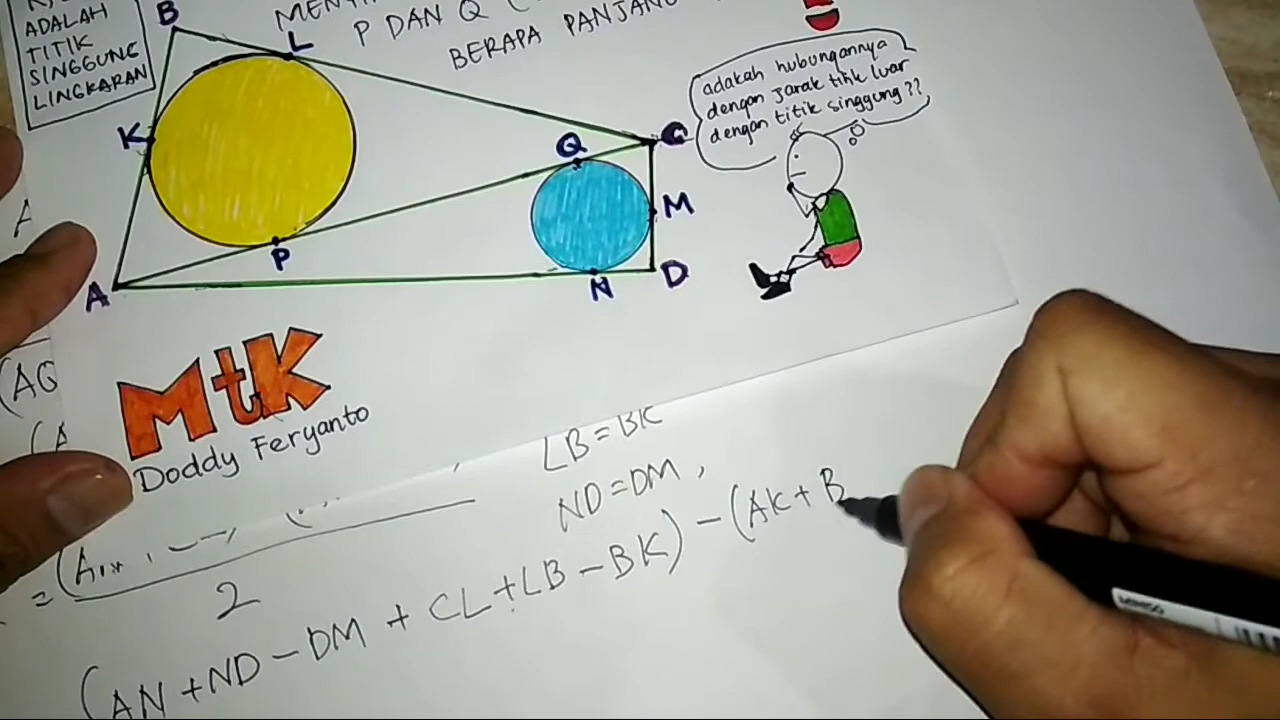 ADALAH
TITIK
SINGGUNG
LINGKARAN
P DAN Q
BERAPA PANJANG
adakah hubungannya
dengan jarak titik luar
dengan titik singgung??
B
L
K
Q
C
M
P
A
N
D
MtK
Doddy Feryanto
(AQ
LB = BK
ND = DM,
=
2
(AN + ND - DM + CL + LB - BK) - (AK + B